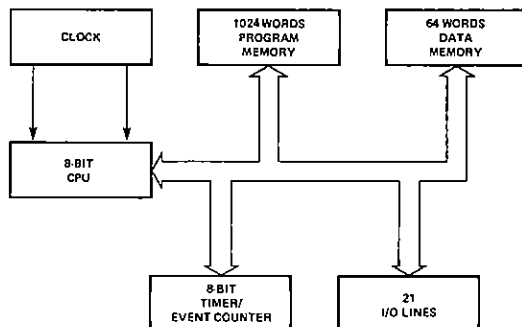 CLOCK
1024 WORDS
PROGRAM
MEMORY
64 WORDS
DATA
MEMORY
8-BIT
CPU
8-BIT
TIMER/
EVENT COUNTER
21
I/O LINES